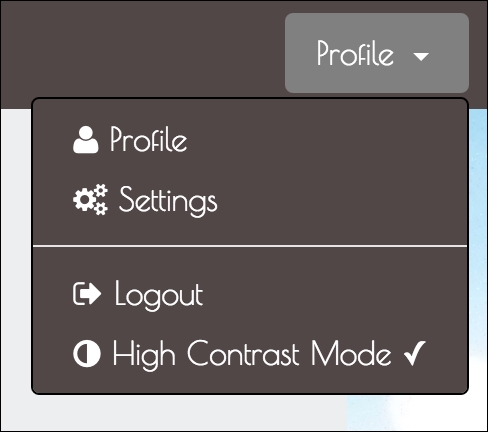 Profile
Profile
Settings
Logout
High Contrast Mode ✓